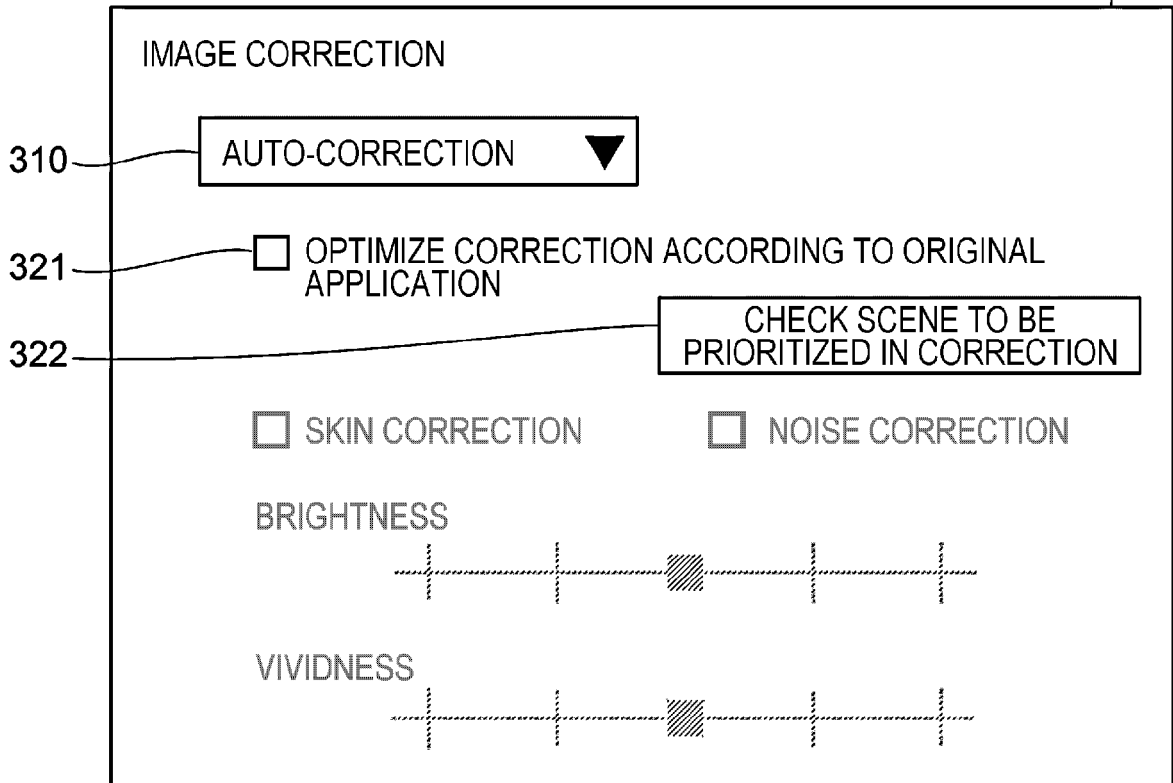 IMAGE CORRECTION
310
AUTO-CORRECTION
321
OPTIMIZE CORRECTION ACCORDING TO ORIGINAL
APPLICATION
322
CHECK SCENE TO BE
PRIORITIZED IN CORRECTION
SKIN CORRECTION
NOISE CORRECTION
BRIGHTNESS
VIVIDNESS